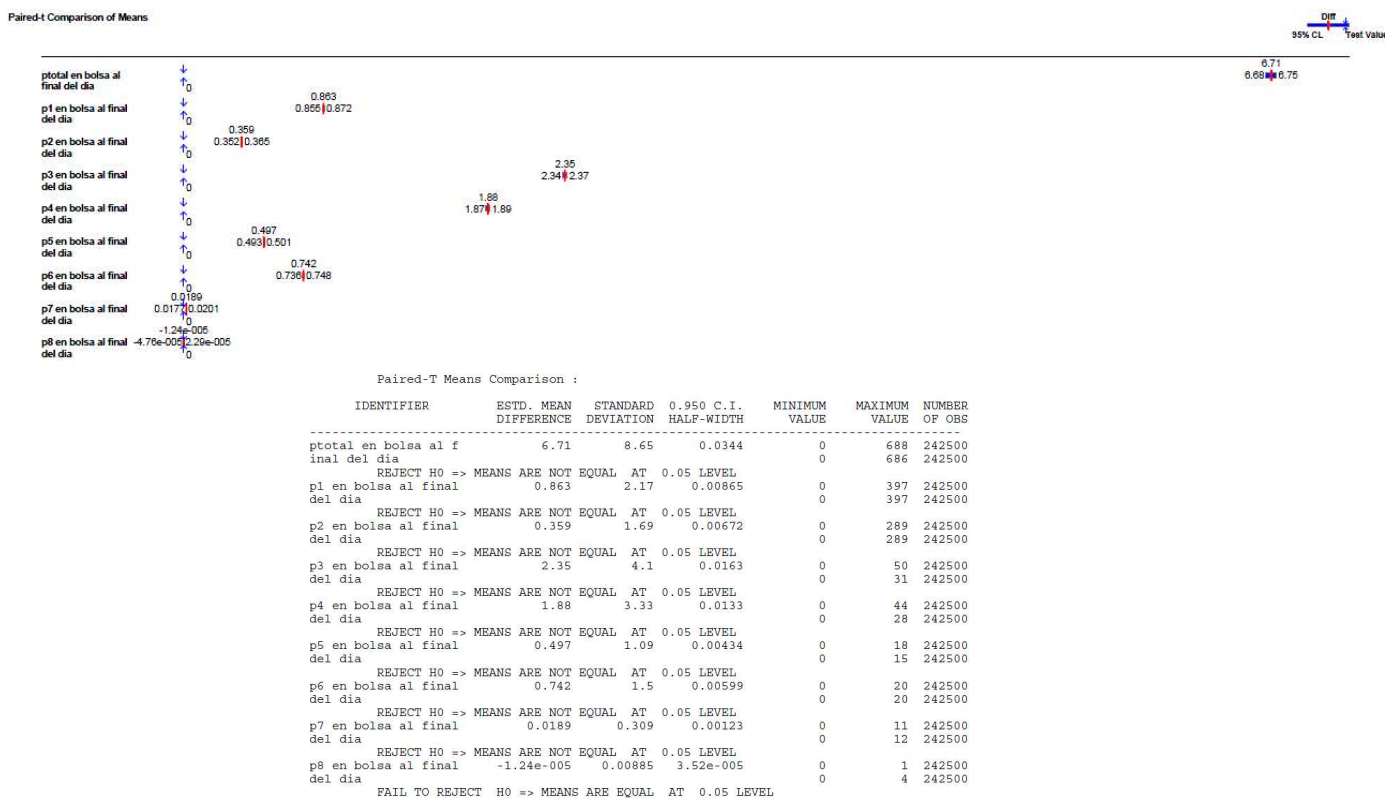 Paired-t Comparison of Means
Diff
95% CL Test Value
ptotal en bolsa al
final del dia
0
6.71
6.68 6.75
p1 en bolsa al final
del dia
0
0.863
0.855 0.872
p2 en bolsa al final
del dia
0
0.359
0.352 0.365
p3 en bolsa al final
del dia
0
2.35
2.34 2.37
p4 en bolsa al final
del dia
0
1.88
1.87 1.89
p5 en bolsa al final
del dia
0
0.497
0.493 0.501
p6 en bolsa al final
del dia
0
0.742
0.736 0.748
p7 en bolsa al final
del dia
0
0.0189
0.0177 0.0201
p8 en bolsa al final
del dia
0
-1.24e-005
-4.76e-005 2.29e-005
Paired-T Means Comparison :
IDENTIFIER ESTD. MEAN STANDARD 0.950 C.I. MINIMUM MAXIMUM NUMBER
DIFFERENCE DEVIATION HALF-WIDTH VALUE VALUE OF OBS
ptotal en bolsa al f 6.71 8.65 0.0344 0 688 242500
inal del dia 0 686 242500
REJECT H0 => MEANS ARE NOT EQUAL AT 0.05 LEVEL
p1 en bolsa al final 0.863 2.17 0.00865 0 397 242500
del dia 0 397 242500
REJECT H0 => MEANS ARE NOT EQUAL AT 0.05 LEVEL
p2 en bolsa al final 0.359 1.69 0.00672 0 289 242500
del dia 0 289 242500
REJECT H0 => MEANS ARE NOT EQUAL AT 0.05 LEVEL
p3 en bolsa al final 2.35 4.1 0.0163 0 50 242500
del dia 0 31 242500
REJECT H0 => MEANS ARE NOT EQUAL AT 0.05 LEVEL
p4 en bolsa al final 1.88 3.33 0.0133 0 44 242500
del dia 0 28 242500
REJECT H0 => MEANS ARE NOT EQUAL AT 0.05 LEVEL
p5 en bolsa al final 0.497 1.09 0.00434 0 18 242500
del dia 0 15 242500
REJECT H0 => MEANS ARE NOT EQUAL AT 0.05 LEVEL
p6 en bolsa al final 0.742 1.5 0.00599 0 20 242500
del dia 0 20 242500
REJECT H0 => MEANS ARE NOT EQUAL AT 0.05 LEVEL
p7 en bolsa al final 0.0189 0.309 0.00123 0 11 242500
del dia 0 12 242500
REJECT H0 => MEANS ARE NOT EQUAL AT 0.05 LEVEL
p8 en bolsa al final -1.24e-005 0.00885 3.52e-005 0 1 242500
del dia 0 4 242500
FAIL TO REJECT H0 => MEANS ARE EQUAL AT 0.05 LEVEL